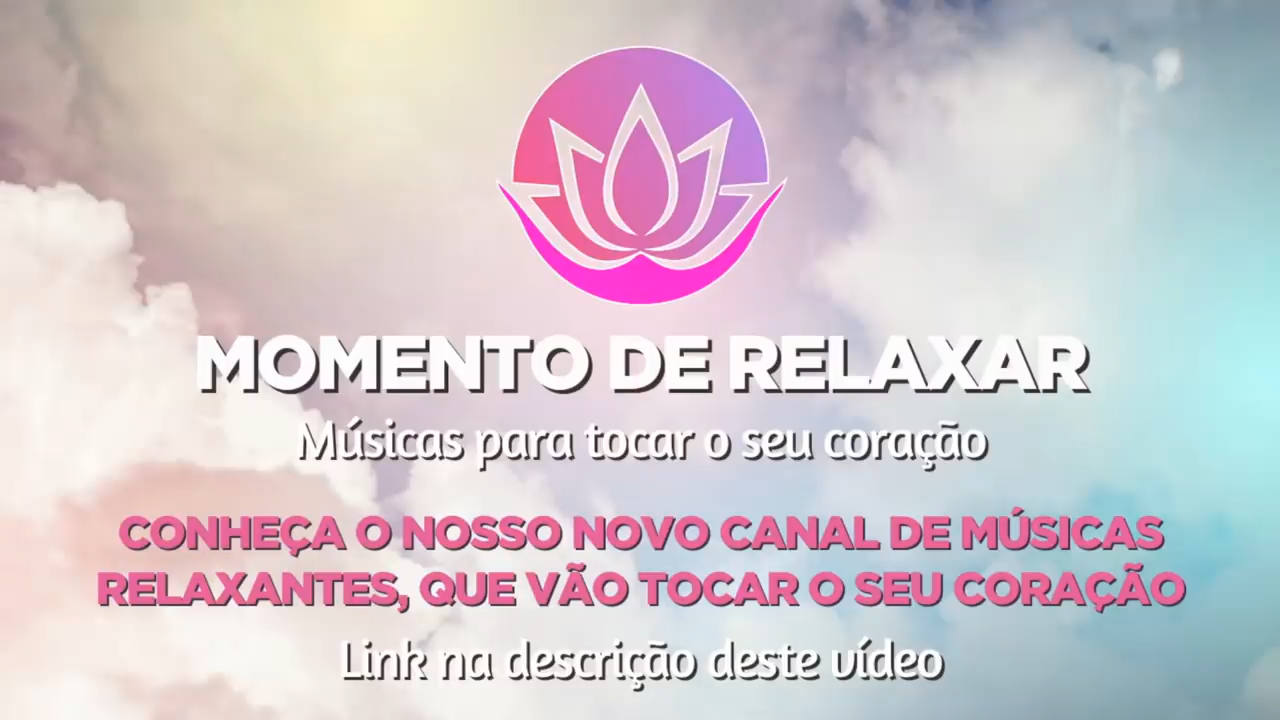 MOMENTO DE RELAXAR
Músicas para tocar o seu coração
CONHEÇA O NOSSO NOVO CANAL DE MÚSICAS
RELAXANTES, QUE VÃO TOCAR O SEU CORAÇÃO
Link na descrição deste vídeo